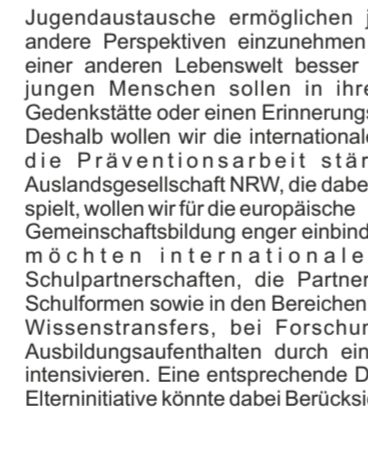 Jugendaustausche ermöglichen j
andere Perspektiven einzunehmen
einer anderen Lebenswelt besser
jungen Menschen sollen in ihre
Gedenkstätte oder einen Erinnerungs
Deshalb wollen wir die internationale
die Präventionsarbeit stär
Auslandsgesellschaft NRW, die dabe
spielt, wollen wir für die europäische
Gemeinschaftsbildung enger einbind
möchten internationale
Schulpartnerschaften, die Partner
Schulformen sowie in den Bereichen
Wissenstransfers, bei Forschur
Ausbildungsaufenthalten durch ein
intensivieren. Eine entsprechende D
Elterninitiative könnte dabei Berücksi